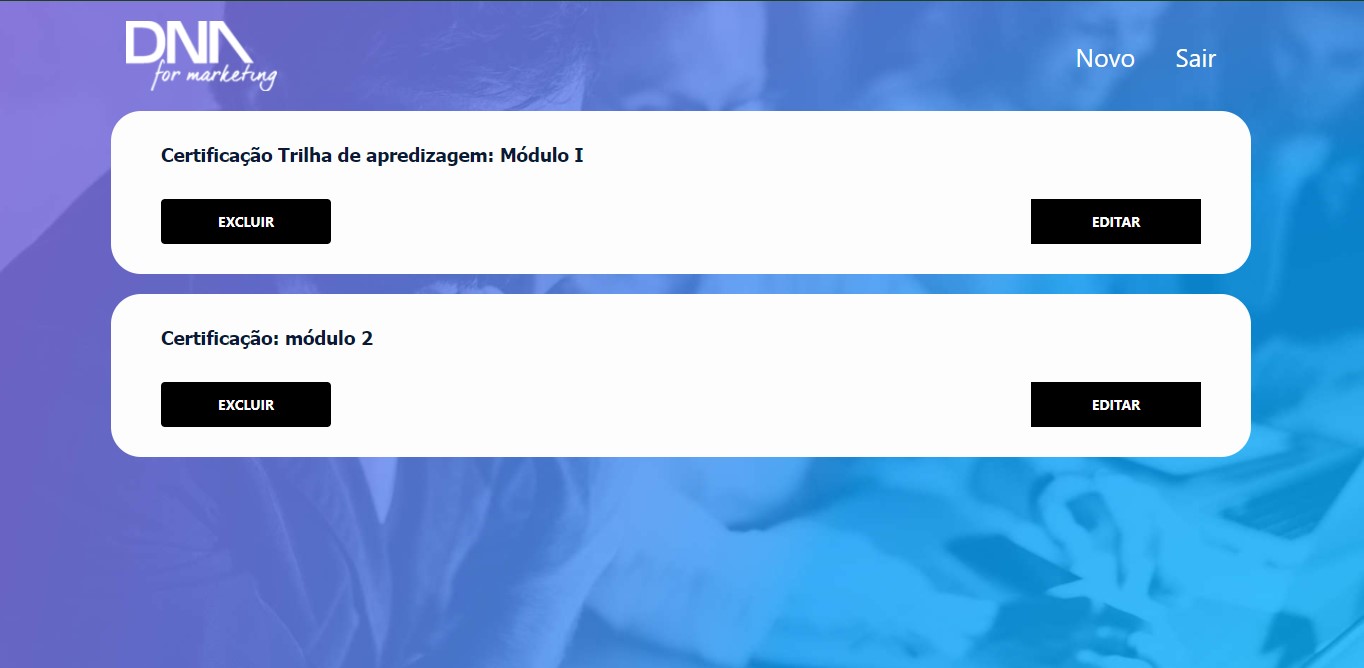 DNA
for marketing
Novo Sair
Certificação Trilha de apredizagem: Módulo I
EXCLUIR EDITAR
Certificação: módulo 2
EXCLUIR EDITAR